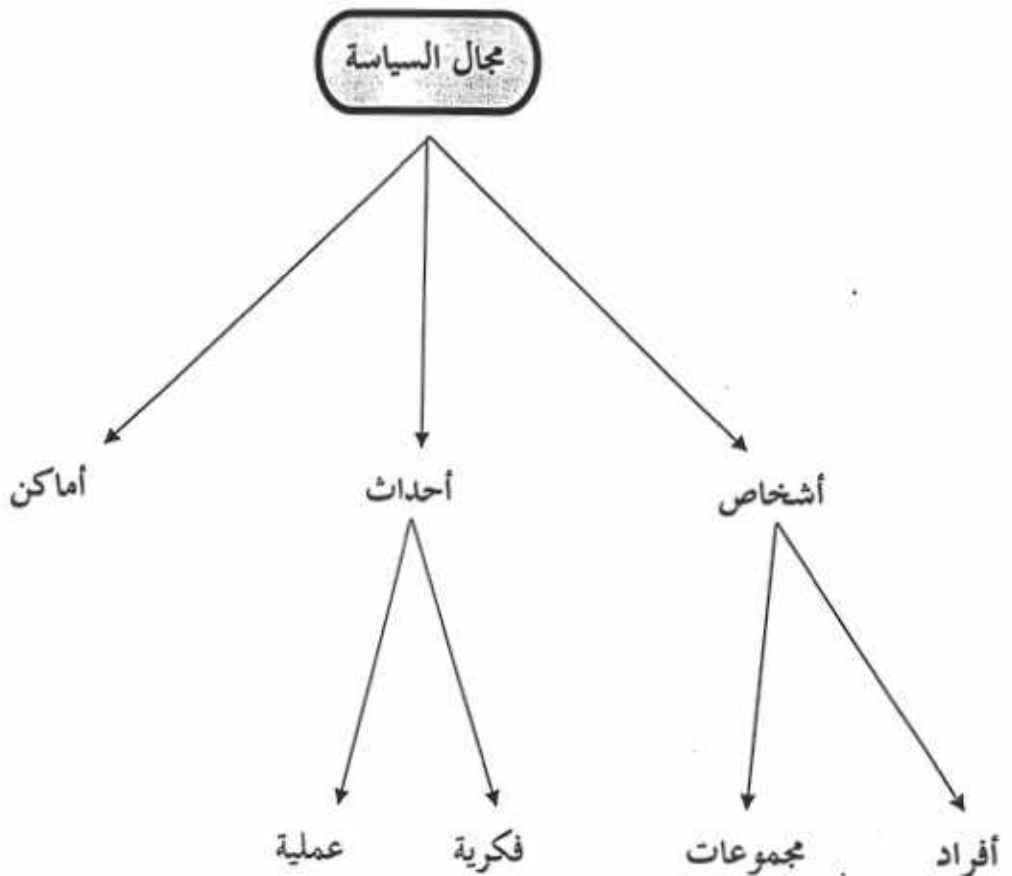 مجال السياسة
أشخاص أحداث أماكن
أفراد مجموعات فكرية عملية